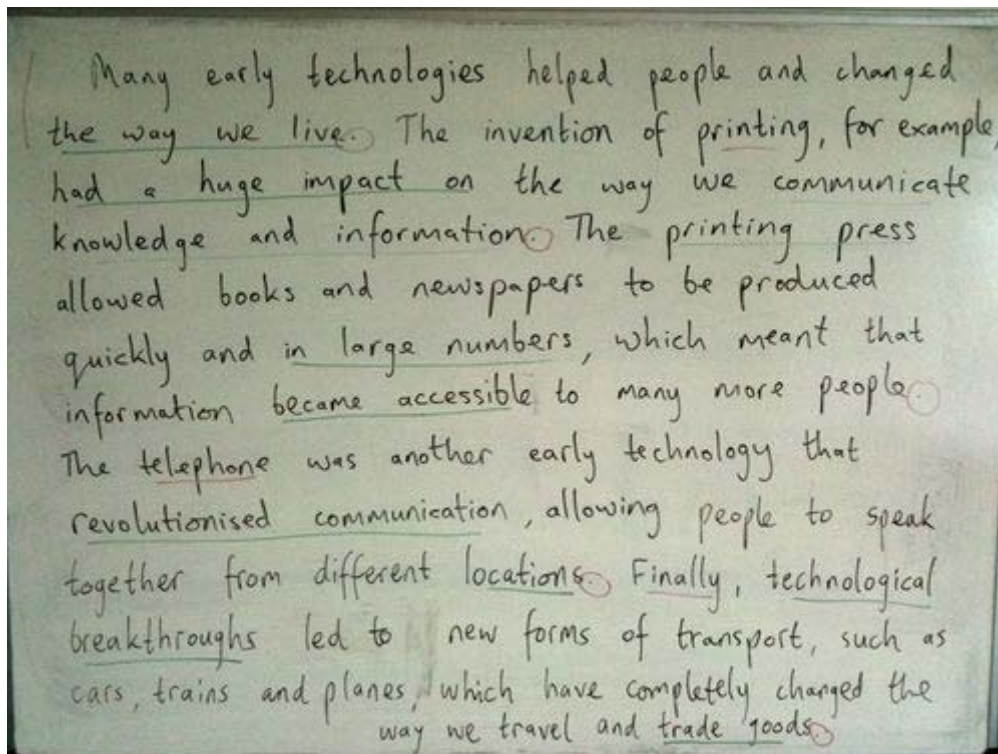 Many early technologies helped people and changed
the way we live. The invention of printing, for example,
had a huge impact on the way we communicate
knowledge and information. The printing press
allowed books and newspapers to be produced
quickly and in large numbers, which meant that
information became accessible to many more people.
The telephone was another early technology that
revolutionised communication, allowing people to speak
together from different locations. Finally, technological
breakthroughs led to new forms of transport, such as
cars, trains and planes, which have completely changed the
way we travel and trade goods.